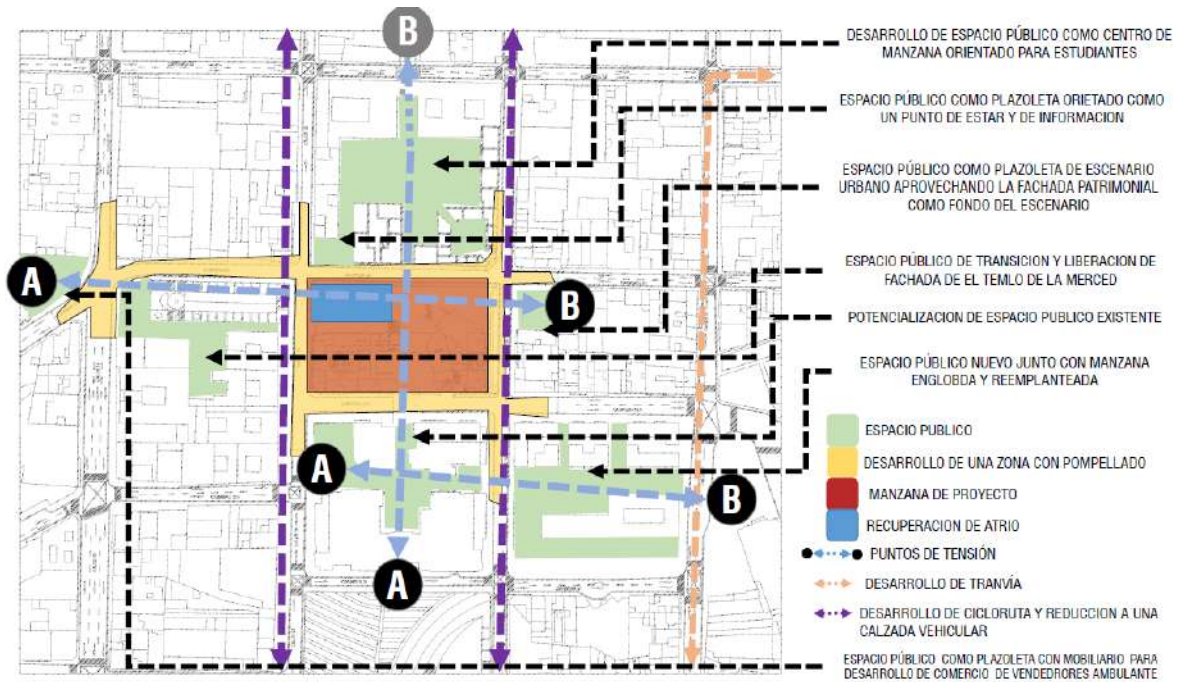 B
DESARROLLO DE ESPACIO PÚBLICO COMO CENTRO DE
MANZANA ORIENTADO PARA ESTUDIANTES
ESPACIO PÚBLICO COMO PLAZOLETA ORIETADO COMO
UN PUNTO DE ESTAR Y DE INFORMACION
ESPACIO PÚBLICO COMO PLAZOLETA DE ESCENARIO
URBANO APROVECHANDO LA FACHADA PATRIMONIAL
COMO FONDO DEL ESCENARIO
A
B
ESPACIO PÚBLICO DE TRANSICION Y LIBERACION DE
FACHADA DE EL TEMLO DE LA MERCED
POTENCIALIZACION DE ESPACIO PUBLICO EXISTENTE
ESPACIO PÚBLICO NUEVO JUNTO CON MANZANA
ENGLOBDA Y REEMPLANTEADA
A
B
A
ESPACIO PUBLICO
DESARROLLO DE UNA ZONA CON POMPELLADO
MANZANA DE PROYECTO
RECUPERACION DE ATRIO
PUNTOS DE TENSIÓN
DESARROLLO DE TRANVÍA
DESARROLLO DE CICLORUTA Y REDUCCION A UNA
CALZADA VEHICULAR
ESPACIO PÚBLICO COMO PLAZOLETA CON MOBILIARIO PARA
DESARROLLO DE COMERCIO DE VENDEDRORES AMBULANTE